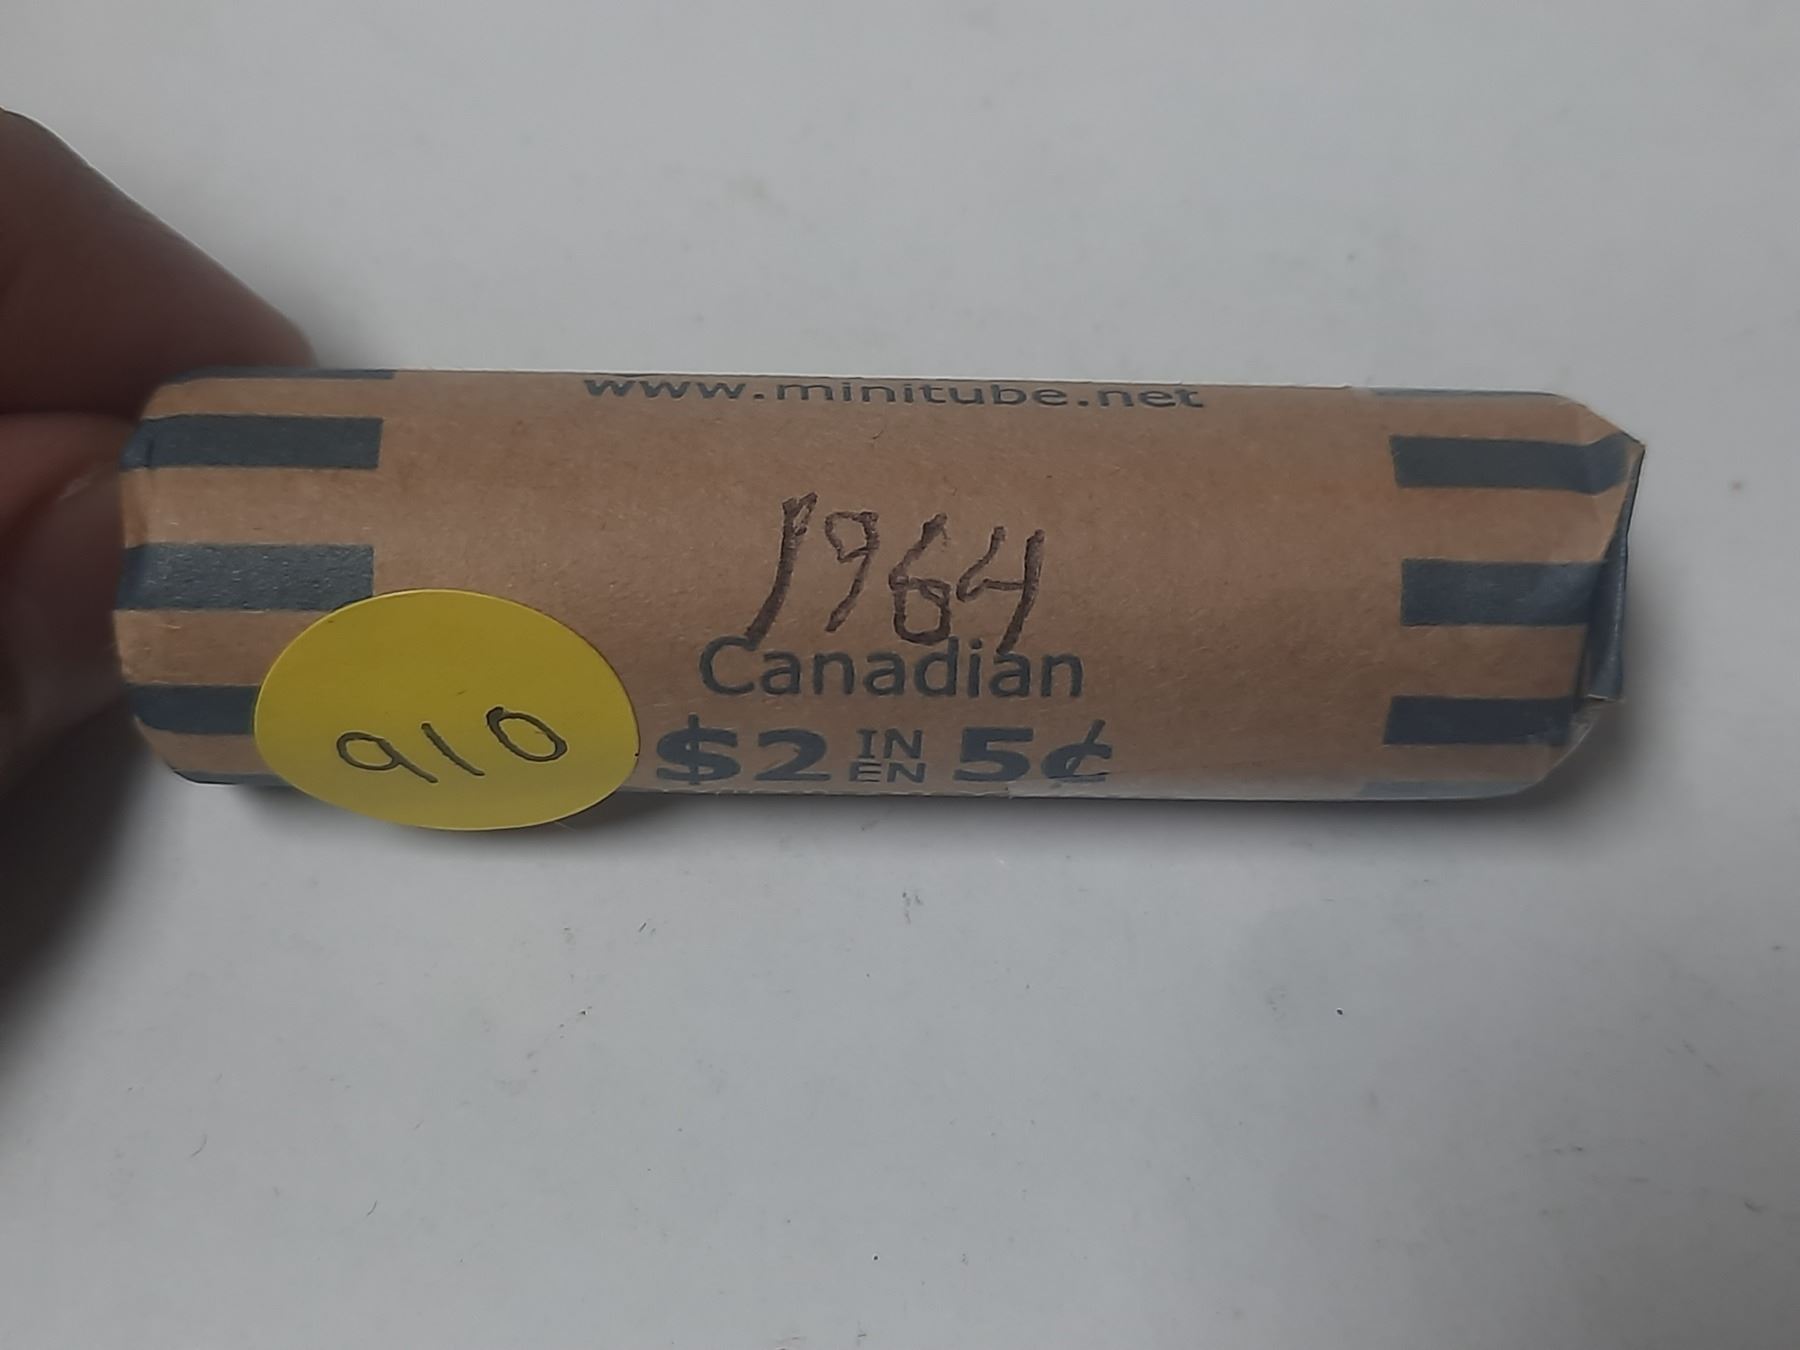 www.minitube.net
1964
Canadian
$2 IN EN 5¢
910